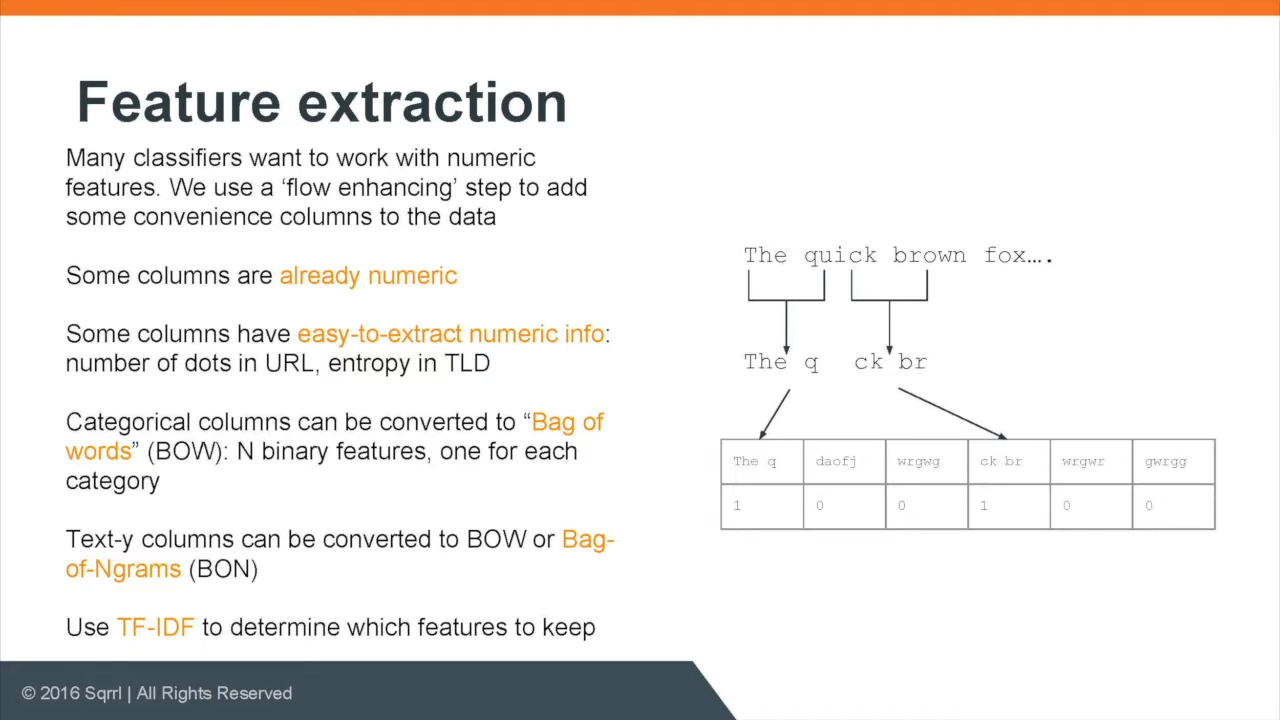 Feature extraction
Many classifiers want to work with numeric
features. We use a ‘flow enhancing’ step to add
some convenience columns to the data
Some columns are already numeric
Some columns have easy-to-extract numeric info:
number of dots in URL, entropy in TLD
Categorical columns can be converted to “Bag of
words” (BOW): N binary features, one for each
category
Text-y columns can be converted to BOW or Bag-
of-Ngrams (BON)
Use TF-IDF to determine which features to keep
The quick brown fox….
The q ck br
The q daofj wrgwg ck br wrgwr gwrgg
1 0 0 1 0 0
© 2016 Sqrrl | All Rights Reserved